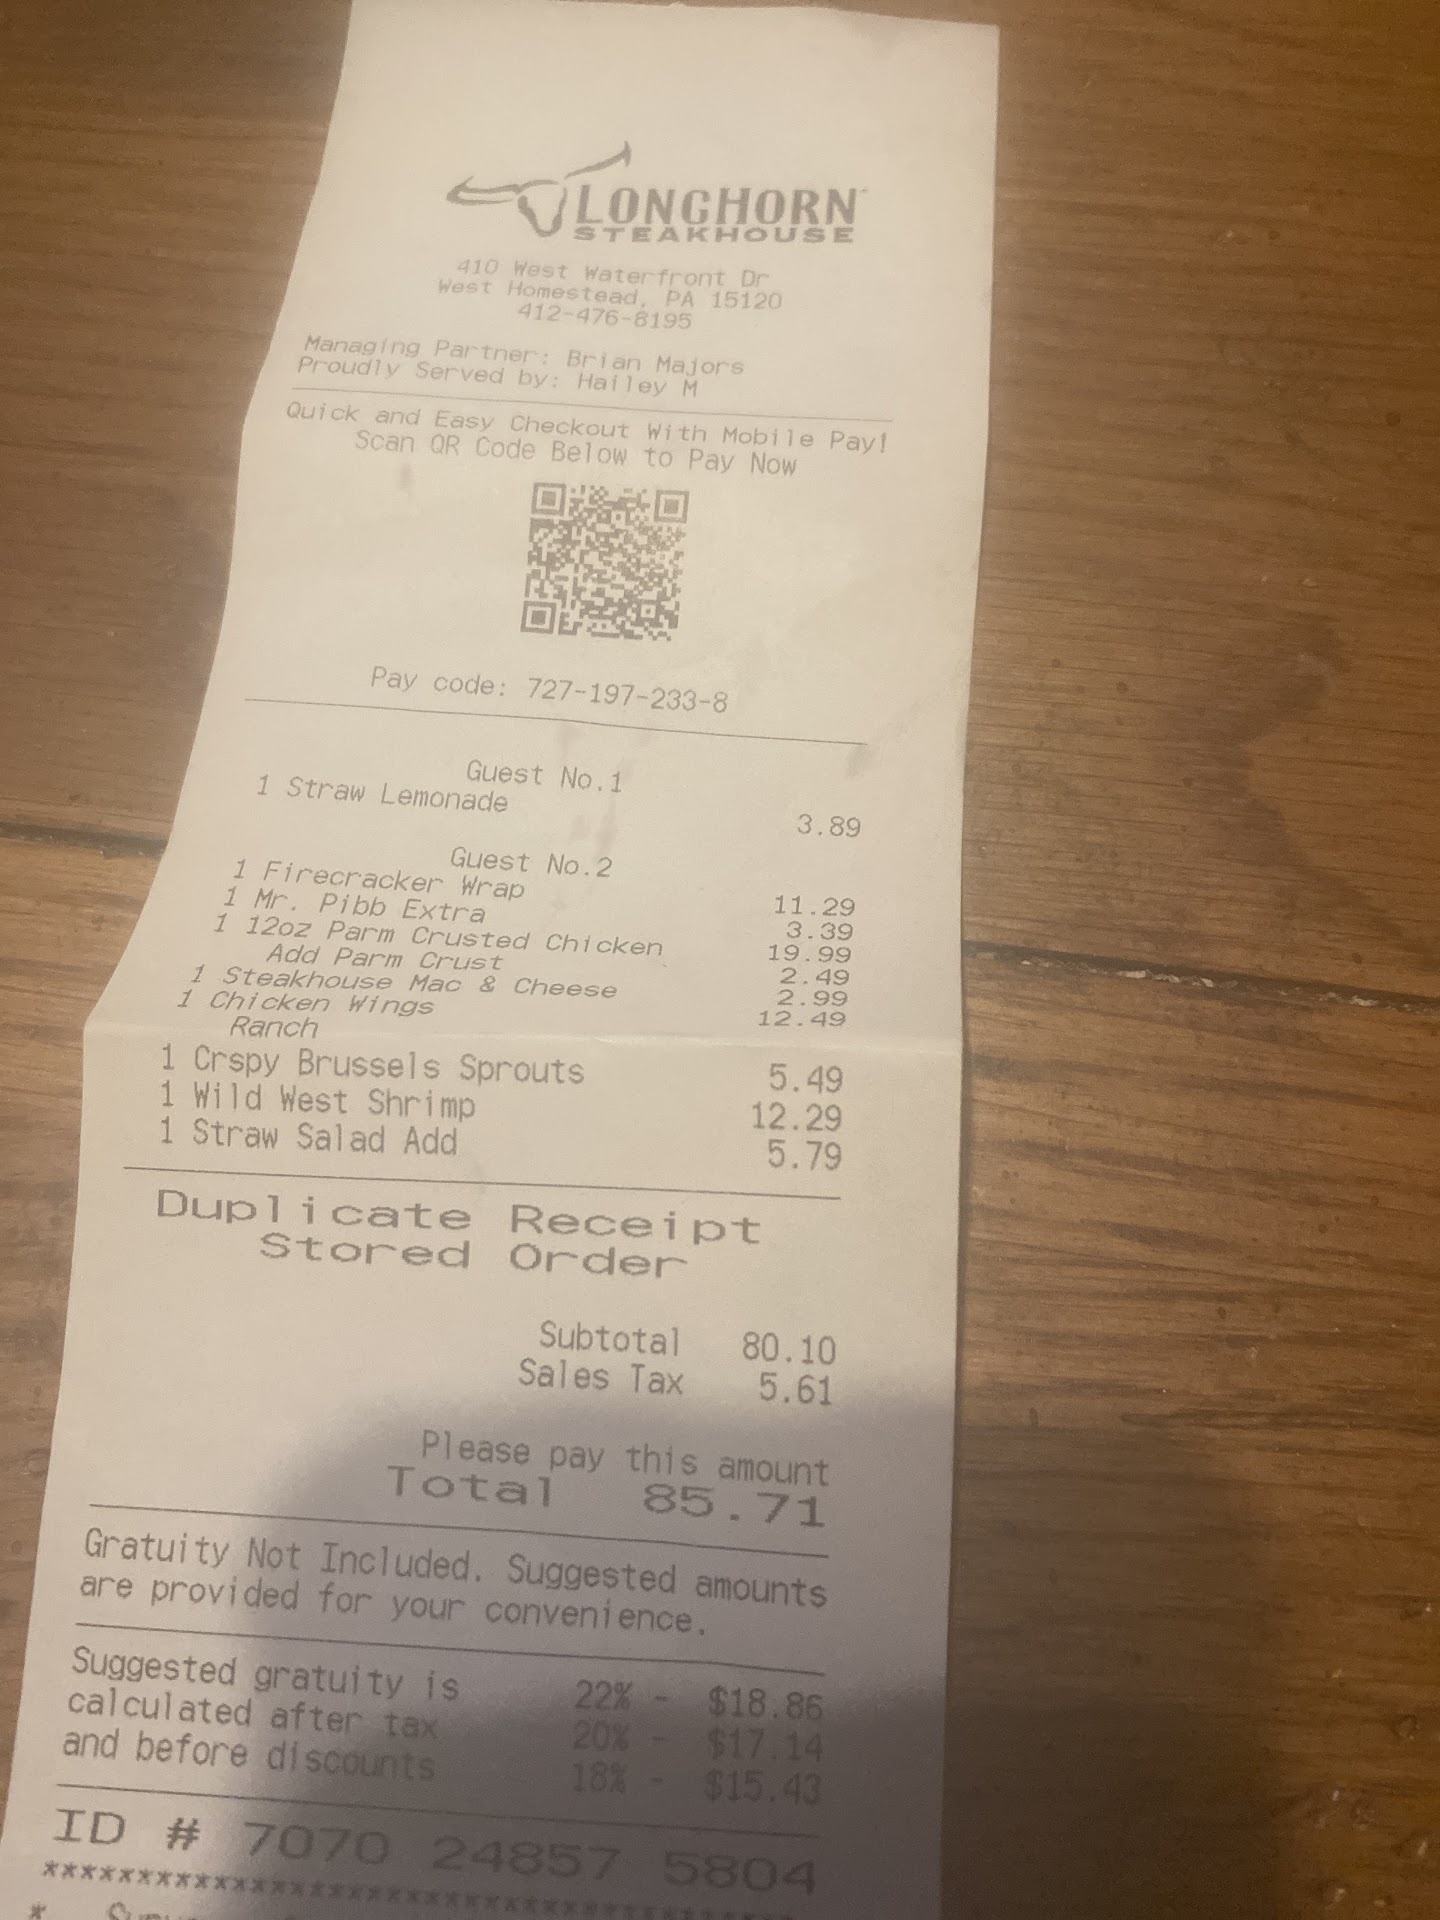 LONGHORN
STEAKHOUSE
410 West Waterfront Dr
West Homestead, PA 15120
412-476-8195
Managing Partner: Brian Majors
Proudly Served by: Hailey M
Quick and Easy Checkout With Mobile Pay!
Scan QR Code Below to Pay Now
Pay code: 727-197-233-8
Guest No.1
1 Straw Lemonade 3.89
Guest No.2
1 Firecracker Wrap 11.29
1 Mr. Pibb Extra 3.39
1 12oz Parm Crusted Chicken 19.99
Add Parm Crust 2.49
1 Steakhouse Mac & Cheese 2.99
1 Chicken Wings 12.49
Ranch
1 Crspy Brussels Sprouts 5.49
1 Wild West Shrimp 12.29
1 Straw Salad Add 5.79
Duplicate Receipt
Stored Order
Subtotal 80.10
Sales Tax 5.61
Please pay this amount
Total 85.71
Gratuity Not Included. Suggested amounts
are provided for your convenience.
Suggested gratuity is 22% - $18.86
calculated after tax 20% - $17.14
and before discounts 18% - $15.43
ID # 7070 24857 5804